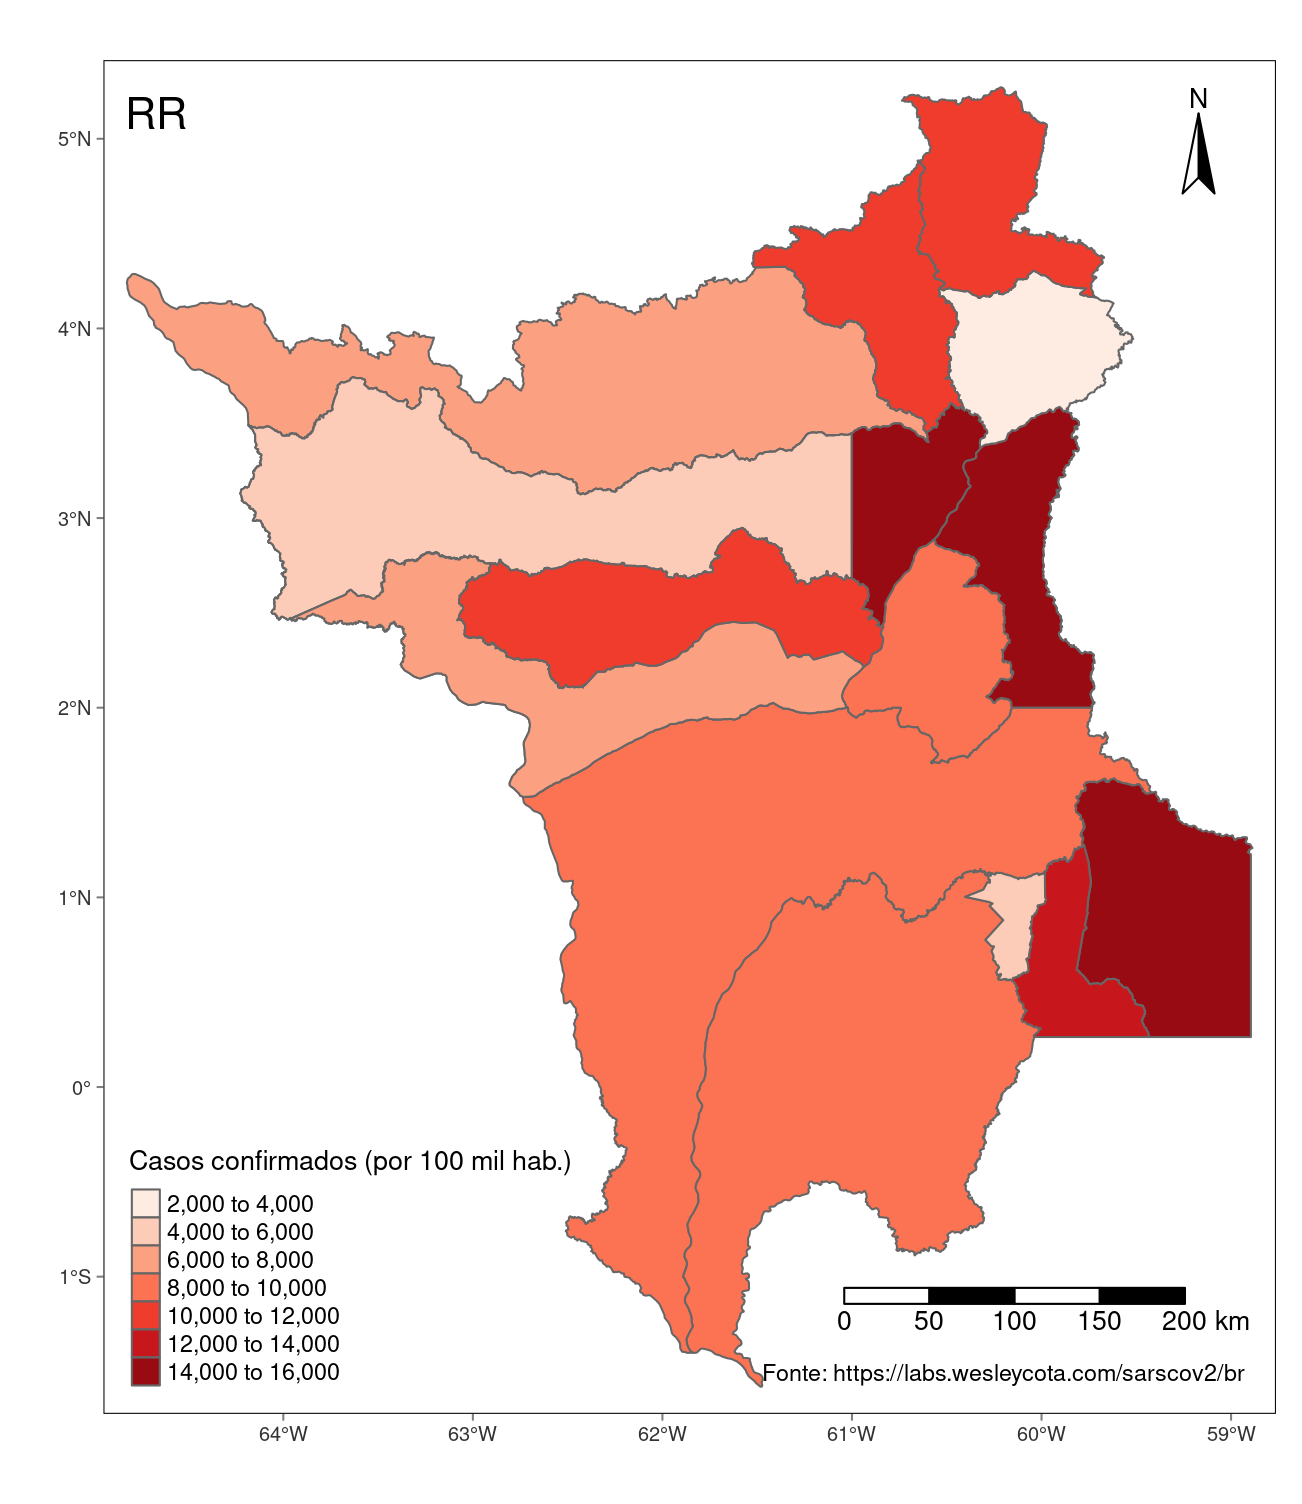 RR
N
5°N
4°N
3°N
2°N
1°N
0°
1°S
Casos confirmados (por 100 mil hab.)
2,000 to 4,000
4,000 to 6,000
6,000 to 8,000
8,000 to 10,000
10,000 to 12,000
12,000 to 14,000
14,000 to 16,000
0 50 100 150 200 km
Fonte: https://labs.wesleycota.com/sarscov2/br
64°W 63°W 62°W 61°W 60°W 59°W